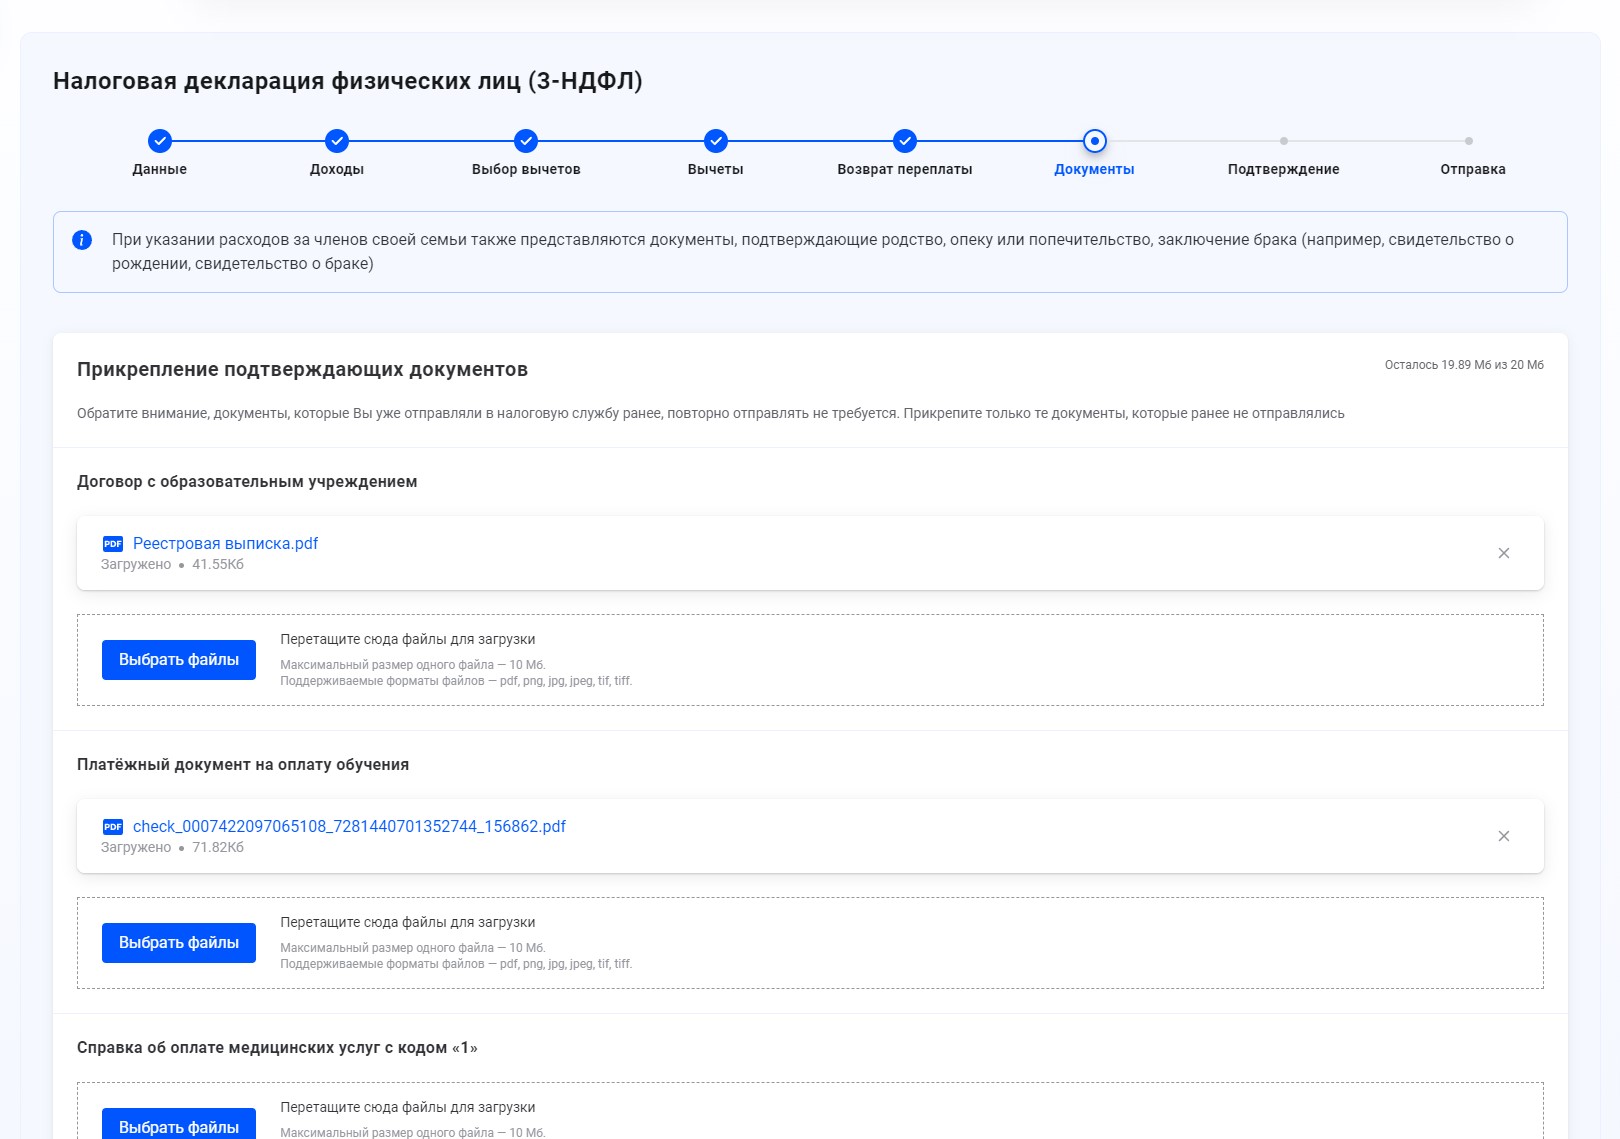 Налоговая декларация физических лиц (3-НДФЛ)
Данные
Доходы
Выбор вычетов
Вычеты
Возврат переплаты
Документы
Подтверждение
Отправка
При указании расходов за членов своей семьи также представляются документы, подтверждающие родство, опеку или попечительство, заключение брака (например, свидетельство о
рождении, свидетельство о браке)
Прикрепление подтверждающих документов
Осталось 19.89 Мб из 20 Мб
Обратите внимание, документы, которые Вы уже отправляли в налоговую службу ранее, повторно отправлять не требуется. Прикрепите только те документы, которые ранее не отправлялись
Договор с образовательным учреждением
PDF Реестровая выписка.pdf
Загружено • 41.55Кб
Выбрать файлы
Перетащите сюда файлы для загрузки
Максимальный размер одного файла — 10 Мб.
Поддерживаемые форматы файлов — pdf, png, jpg, jpeg, tif, tiff.
Платёжный документ на оплату обучения
PDF check_0007422097065108_7281440701352744_156862.pdf
Загружено • 71.82Кб
Выбрать файлы
Перетащите сюда файлы для загрузки
Максимальный размер одного файла — 10 Мб.
Поддерживаемые форматы файлов — pdf, png, jpg, jpeg, tif, tiff.
Справка об оплате медицинских услуг с кодом «1»
Выбрать файлы
Перетащите сюда файлы для загрузки
Максимальный размер одного файла — 10 Мб.